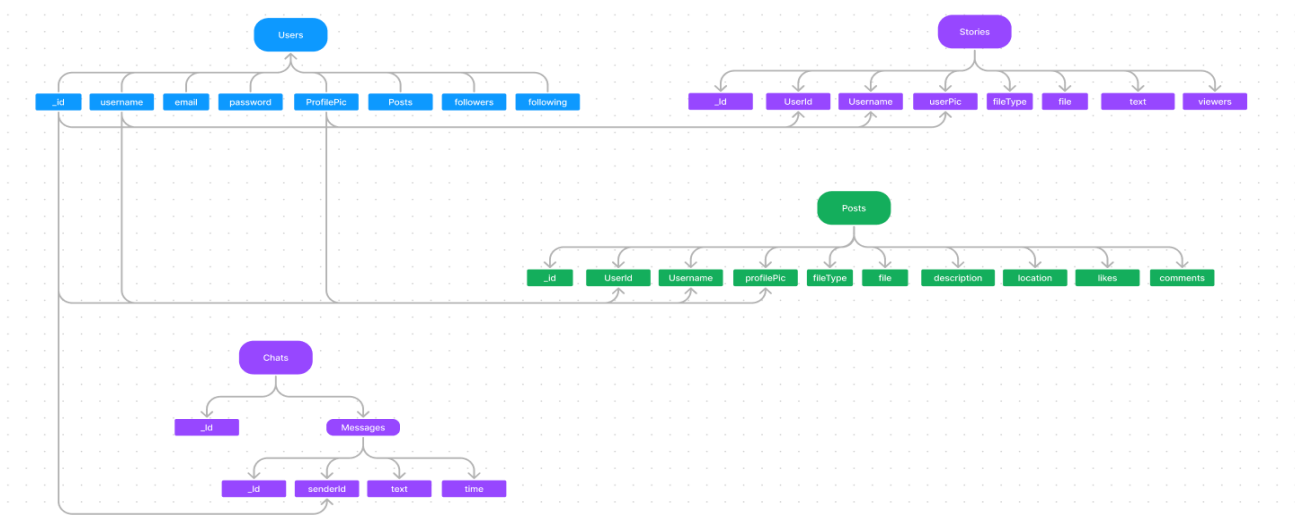 Users
Stories
_id
username
email
password
ProfilePic
Posts
followers
following
_Id
UserId
Username
userPic
fileType
file
text
viewers
Posts
_id
UserId
Username
profilePic
fileType
file
description
location
likes
comments
Chats
_Id
Messages
_Id
senderId
text
time